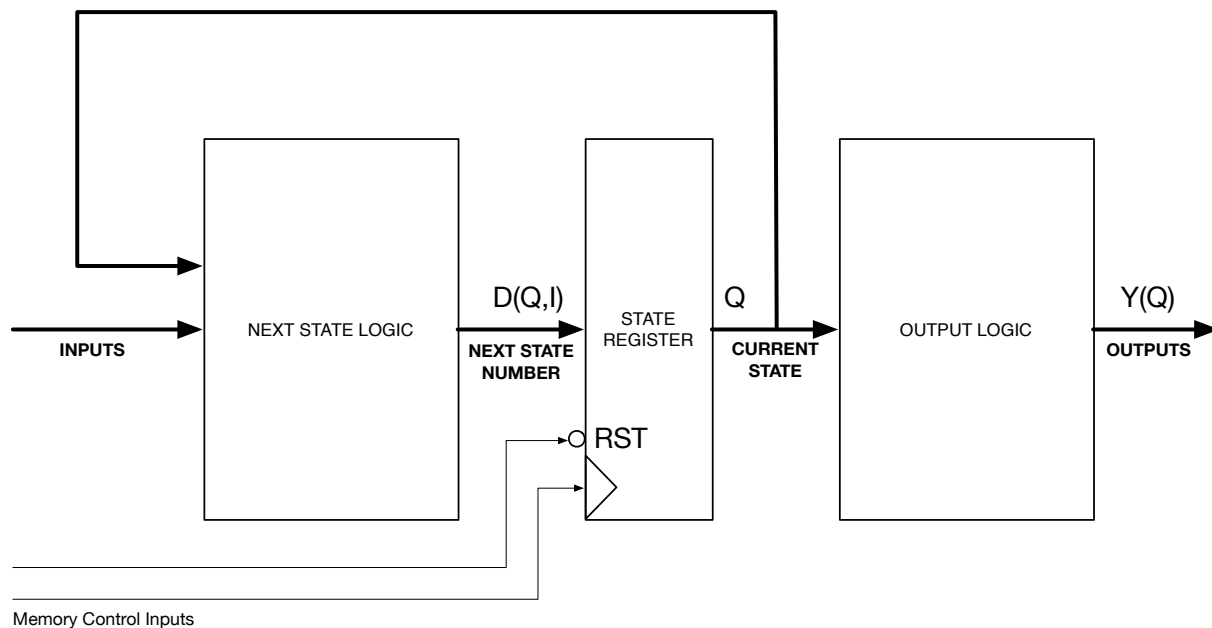 D(Q,I)
Q
Y(Q)
NEXT STATE LOGIC
STATE
REGISTER
OUTPUT LOGIC
INPUTS
NEXT STATE
NUMBER
CURRENT
STATE
OUTPUTS
RST
Memory Control Inputs